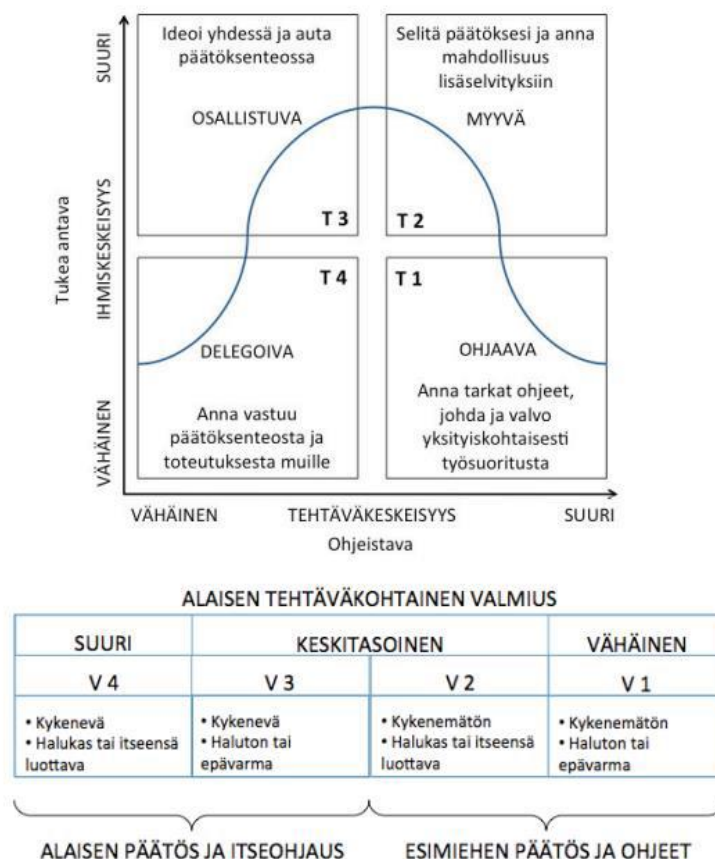 SUURI
Ideoi yhdessä ja auta
päätöksenteossa
OSALLISTUVA
T 3
Selitä päätöksesi ja anna
mahdollisuus
lisäselvityksiin
MYYVÄ
T 2
Tukea antava
IHMISKESKEISYYS
T 4
DELEGOIVA
Anna vastuu
päätöksenteosta ja
toteutuksesta muille
T 1
OHJAAVA
Anna tarkat ohjeet,
johda ja valvo
yksityiskohtaisesti
työsuoritusta
VÄHÄINEN
VÄHÄINEN
TEHTÄVÄKESKEISYYS
SUURI
Ohjeistava
ALAISEN TEHTÄVÄKOHTAINEN VALMIUS
SUURI
KESKITASOINEN
VÄHÄINEN
V 4
V 3
V 2
V 1
• Kykenevä
• Halukas tai itseensä
luottava
• Kykenevä
• Haluton tai
epävarma
• Kykenemätön
• Halukas tai itseensä
luottava
• Kykenemätön
• Haluton tai
epävarma
ALAISEN PÄÄTÖS JA ITSEOHJAUS
ESIMIEHEN PÄÄTÖS JA OHJEET